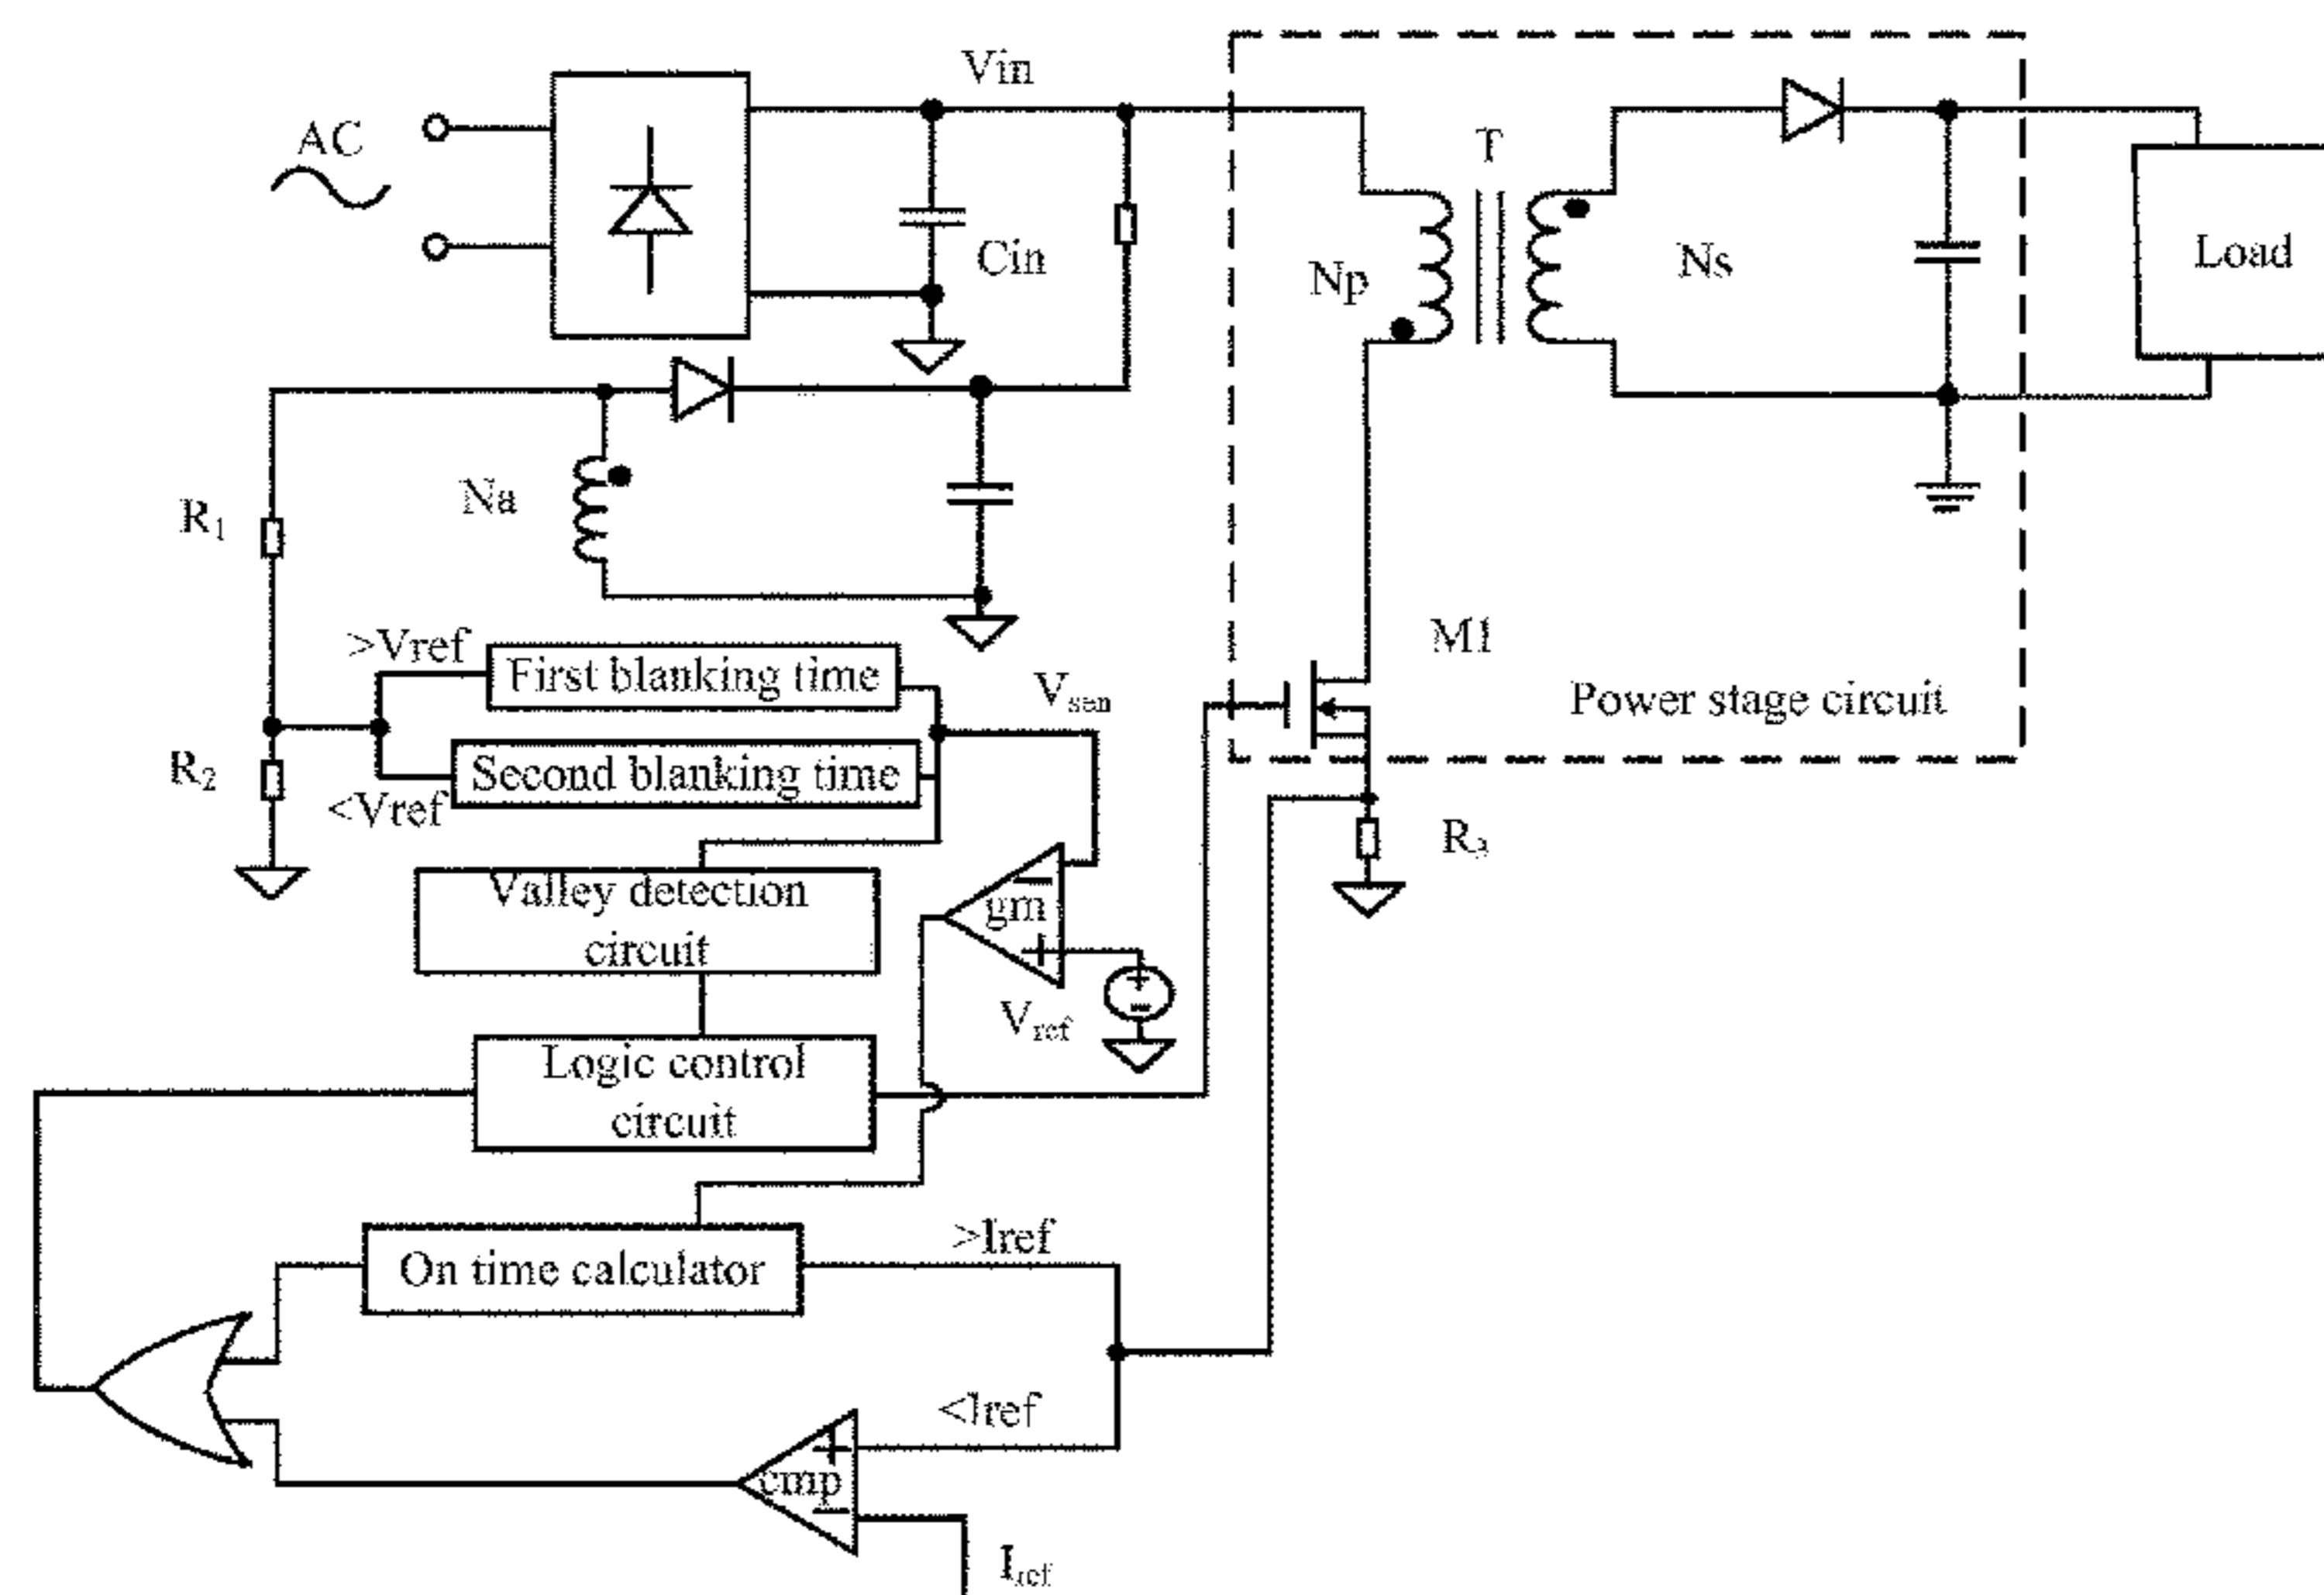 Vin
AC
T
Cin
Np
Ns
Load
Na
R1
M1
>Vref
First blanking time
Vsen
Power stage circuit
R2
Second blanking time
<Vref
R3
Valley detection
circuit
gm
Vref
Logic control
circuit
>Iref
On time calculator
<Iref
cmp
Iref